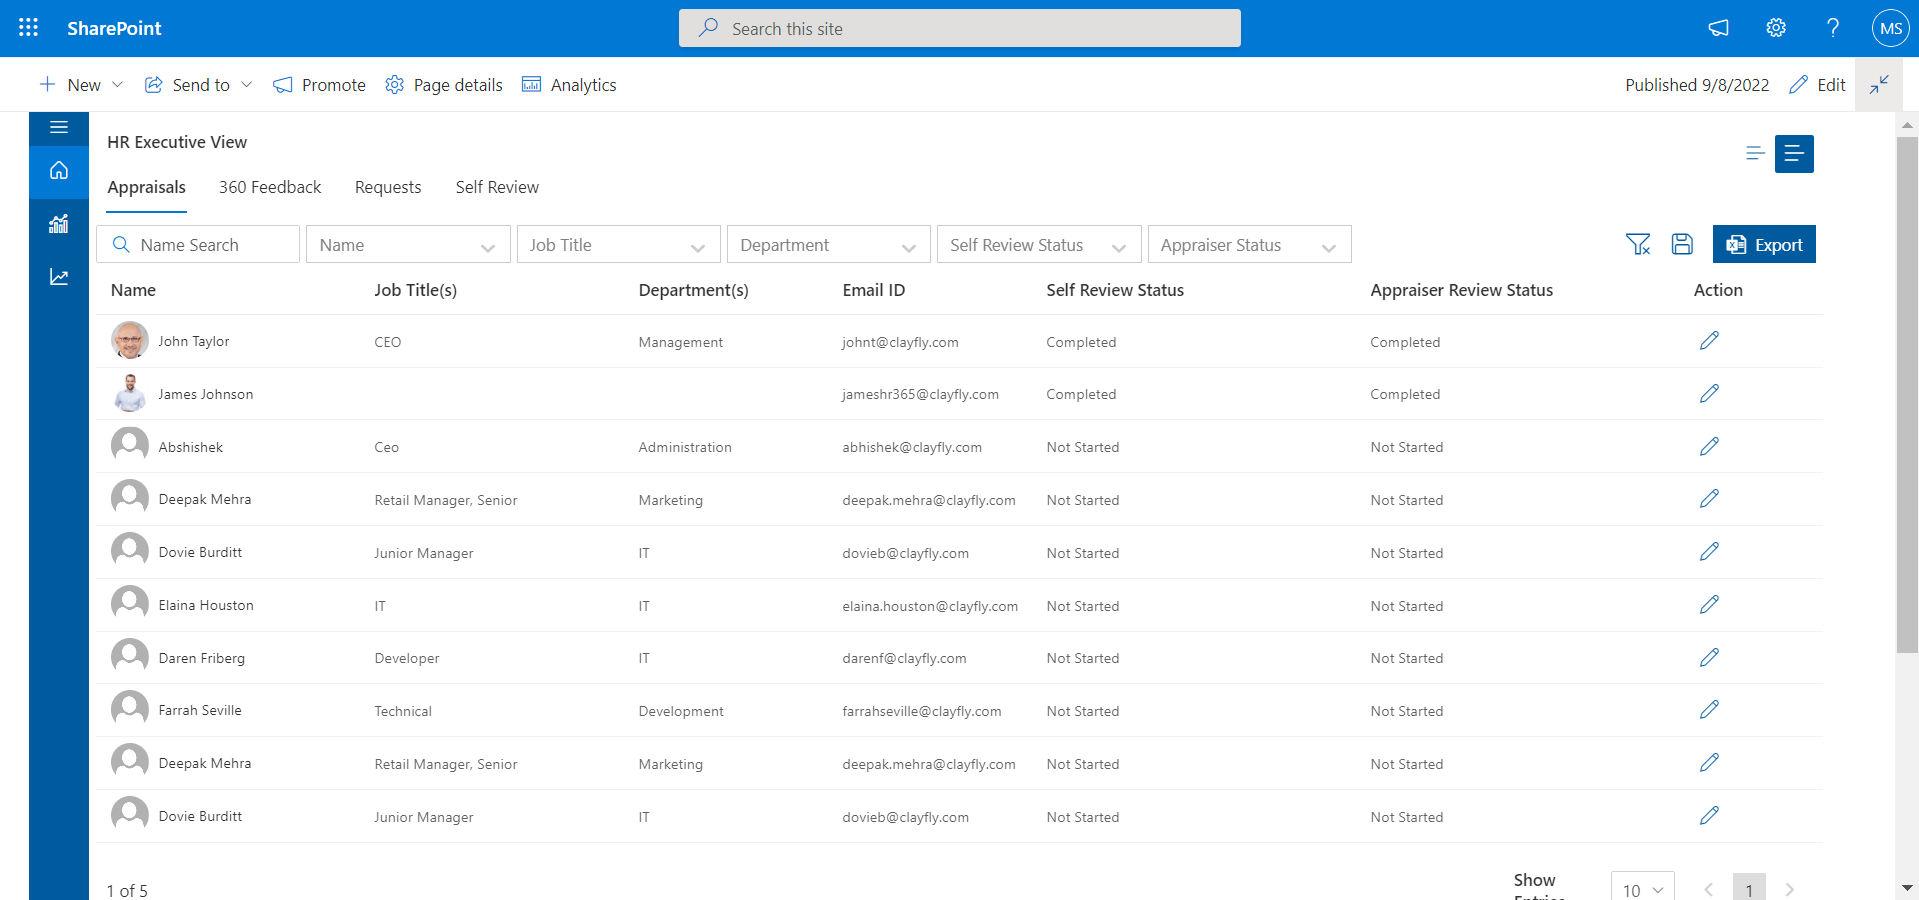 SharePoint
Search this site
MS
New
Send to
Promote
Page details
Analytics
Published 9/8/2022
Edit
HR Executive View
Appraisals 360 Feedback Requests Self Review
Name Search Name Job Title Department Self Review Status Appraiser Status Export
Name Job Title(s) Department(s) Email ID Self Review Status Appraiser Review Status Action
John Taylor CEO Management johnt@clayfly.com Completed Completed
James Johnson jameshr365@clayfly.com Completed Completed
Abshishek Ceo Administration abhishek@clayfly.com Not Started Not Started
Deepak Mehra Retail Manager, Senior Marketing deepak.mehra@clayfly.com Not Started Not Started
Dovie Burditt Junior Manager IT dovieb@clayfly.com Not Started Not Started
Elaina Houston IT IT elaina.houston@clayfly.com Not Started Not Started
Daren Friberg Developer IT darenf@clayfly.com Not Started Not Started
Farrah Seville Technical Development farrahseville@clayfly.com Not Started Not Started
Deepak Mehra Retail Manager, Senior Marketing deepak.mehra@clayfly.com Not Started Not Started
Dovie Burditt Junior Manager IT dovieb@clayfly.com Not Started Not Started
1 of 5
Show
Entries
10
1